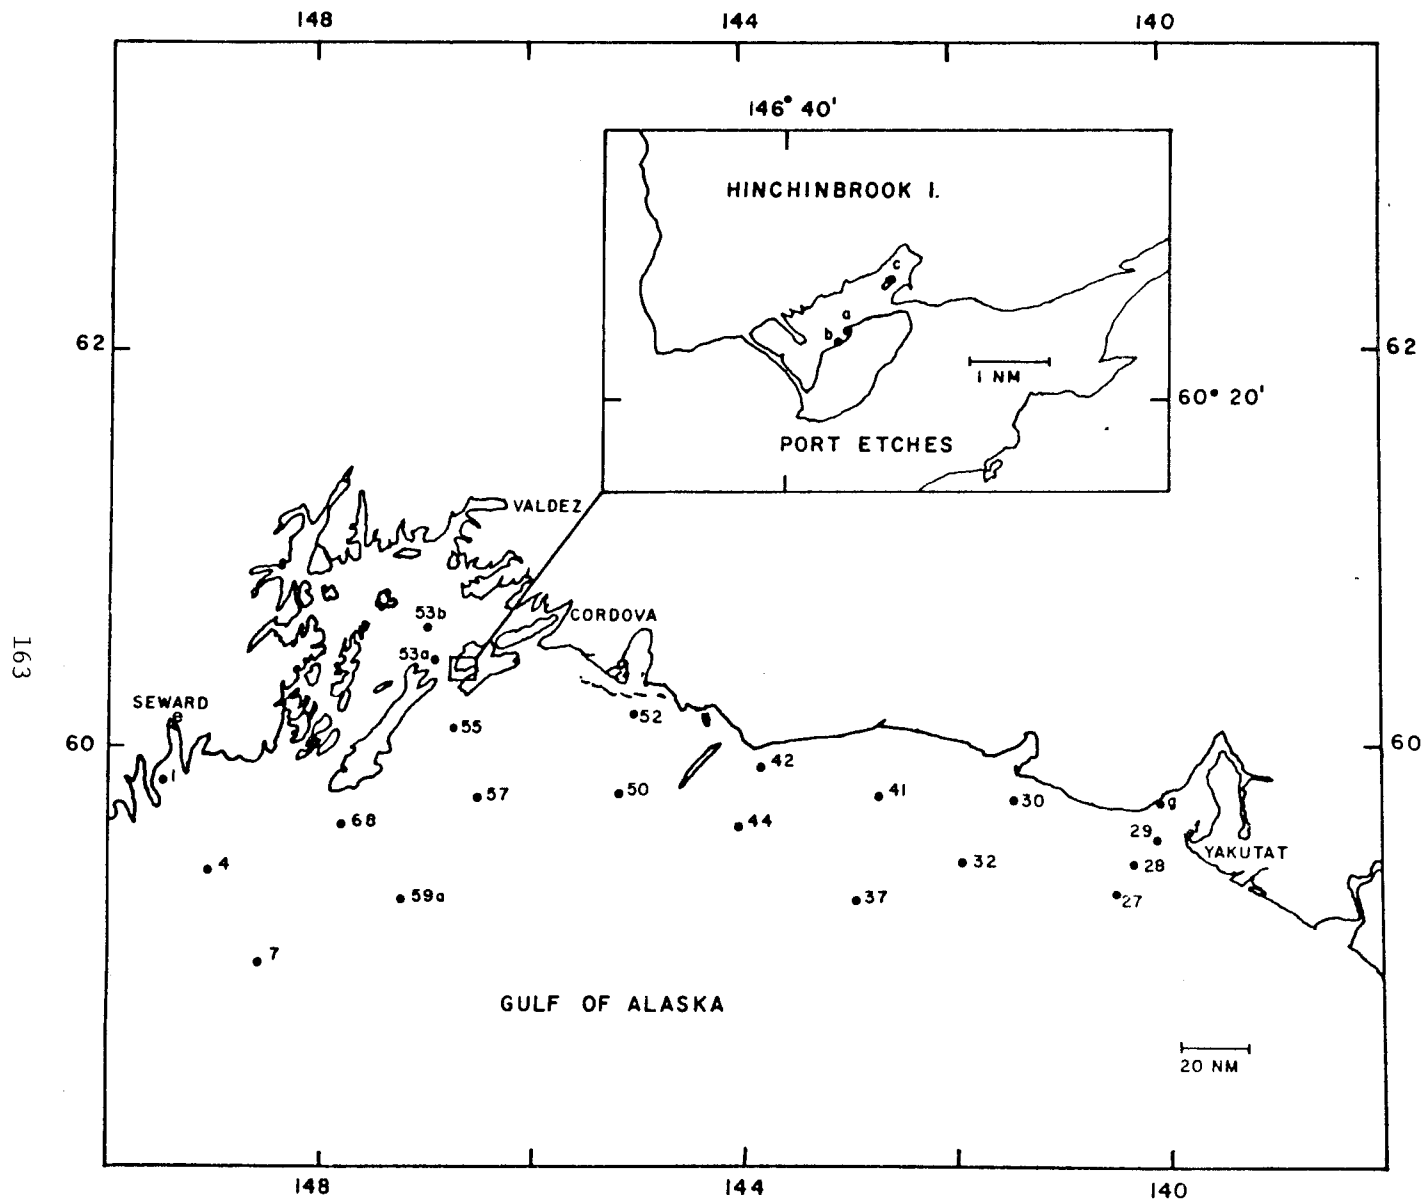 148 144 140
146° 40'
HINCHINBROOK I.
c
a
b
62 62
1 NM
60° 20'
PORT ETCHES
VALDEZ
53b
CORDOVA
53a
163
SEWARD
e
52
55
60 60
42
1
57
50
41
30
g
68
44
29
f
YAKUTAT
4
32
28
59a
37
27
7
GULF OF ALASKA
20 NM
148 144 140